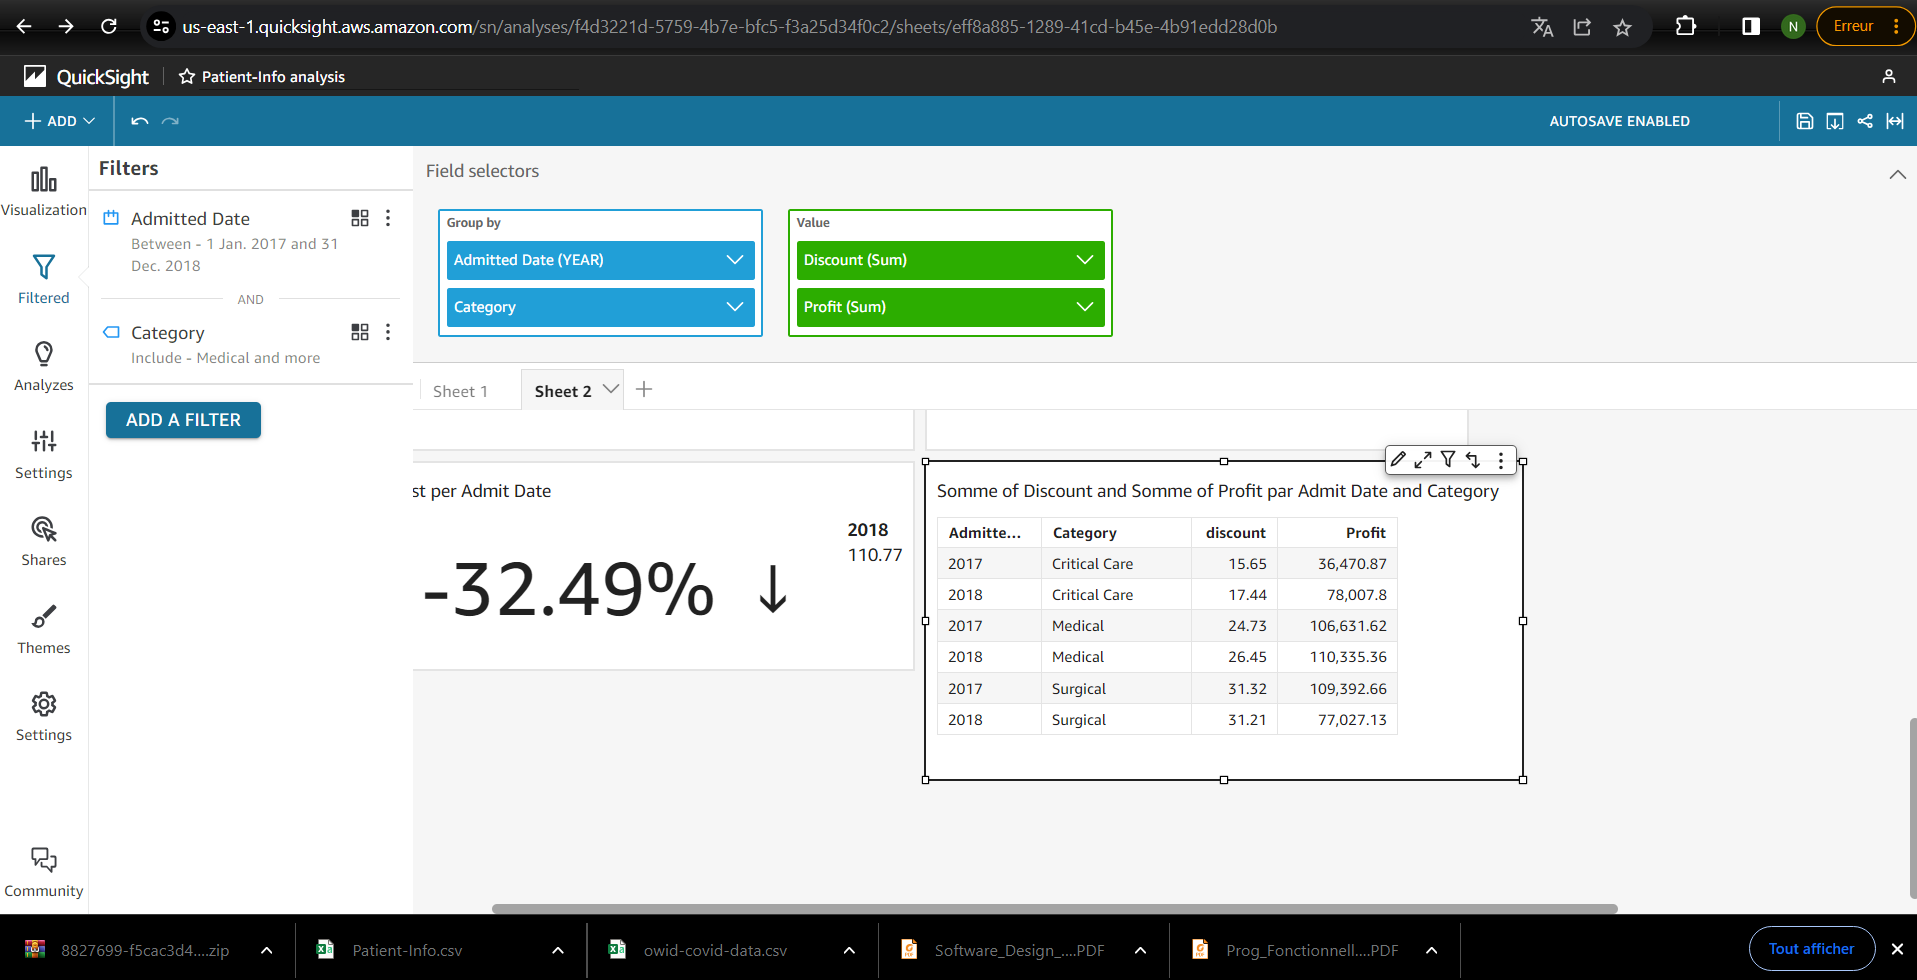 us-east-1.quicksight.aws.amazon.com/sn/analyses/f4d3221d-5759-4b7e-bfc5-f3a25d34f0c2/sheets/eff8a885-1289-41cd-b45e-4b91edd28d0b
N
Erreur
QuickSight
Patient-Info analysis
ADD
AUTOSAVE ENABLED
Visualization
Filtered
Analyzes
Settings
Shares
Themes
Settings
Community
Filters
Admitted Date
Between - 1 Jan. 2017 and 31
Dec. 2018
AND
Category
Include - Medical and more
ADD A FILTER
Field selectors
Group by
Admitted Date (YEAR)
Category
Value
Discount (Sum)
Profit (Sum)
Sheet 1
Sheet 2
st per Admit Date
2018
110.77
-32.49%
Somme of Discount and Somme of Profit par Admit Date and Category
Admitte... Category discount Profit
2017 Critical Care 15.65 36,470.87
2018 Critical Care 17.44 78,007.8
2017 Medical 24.73 106,631.62
2018 Medical 26.45 110,335.36
2017 Surgical 31.32 109,392.66
2018 Surgical 31.21 77,027.13
8827699-f5cac3d4....zip
Patient-Info.csv
owid-covid-data.csv
Software_Design_....PDF
Prog_Fonctionnell....PDF
Tout afficher